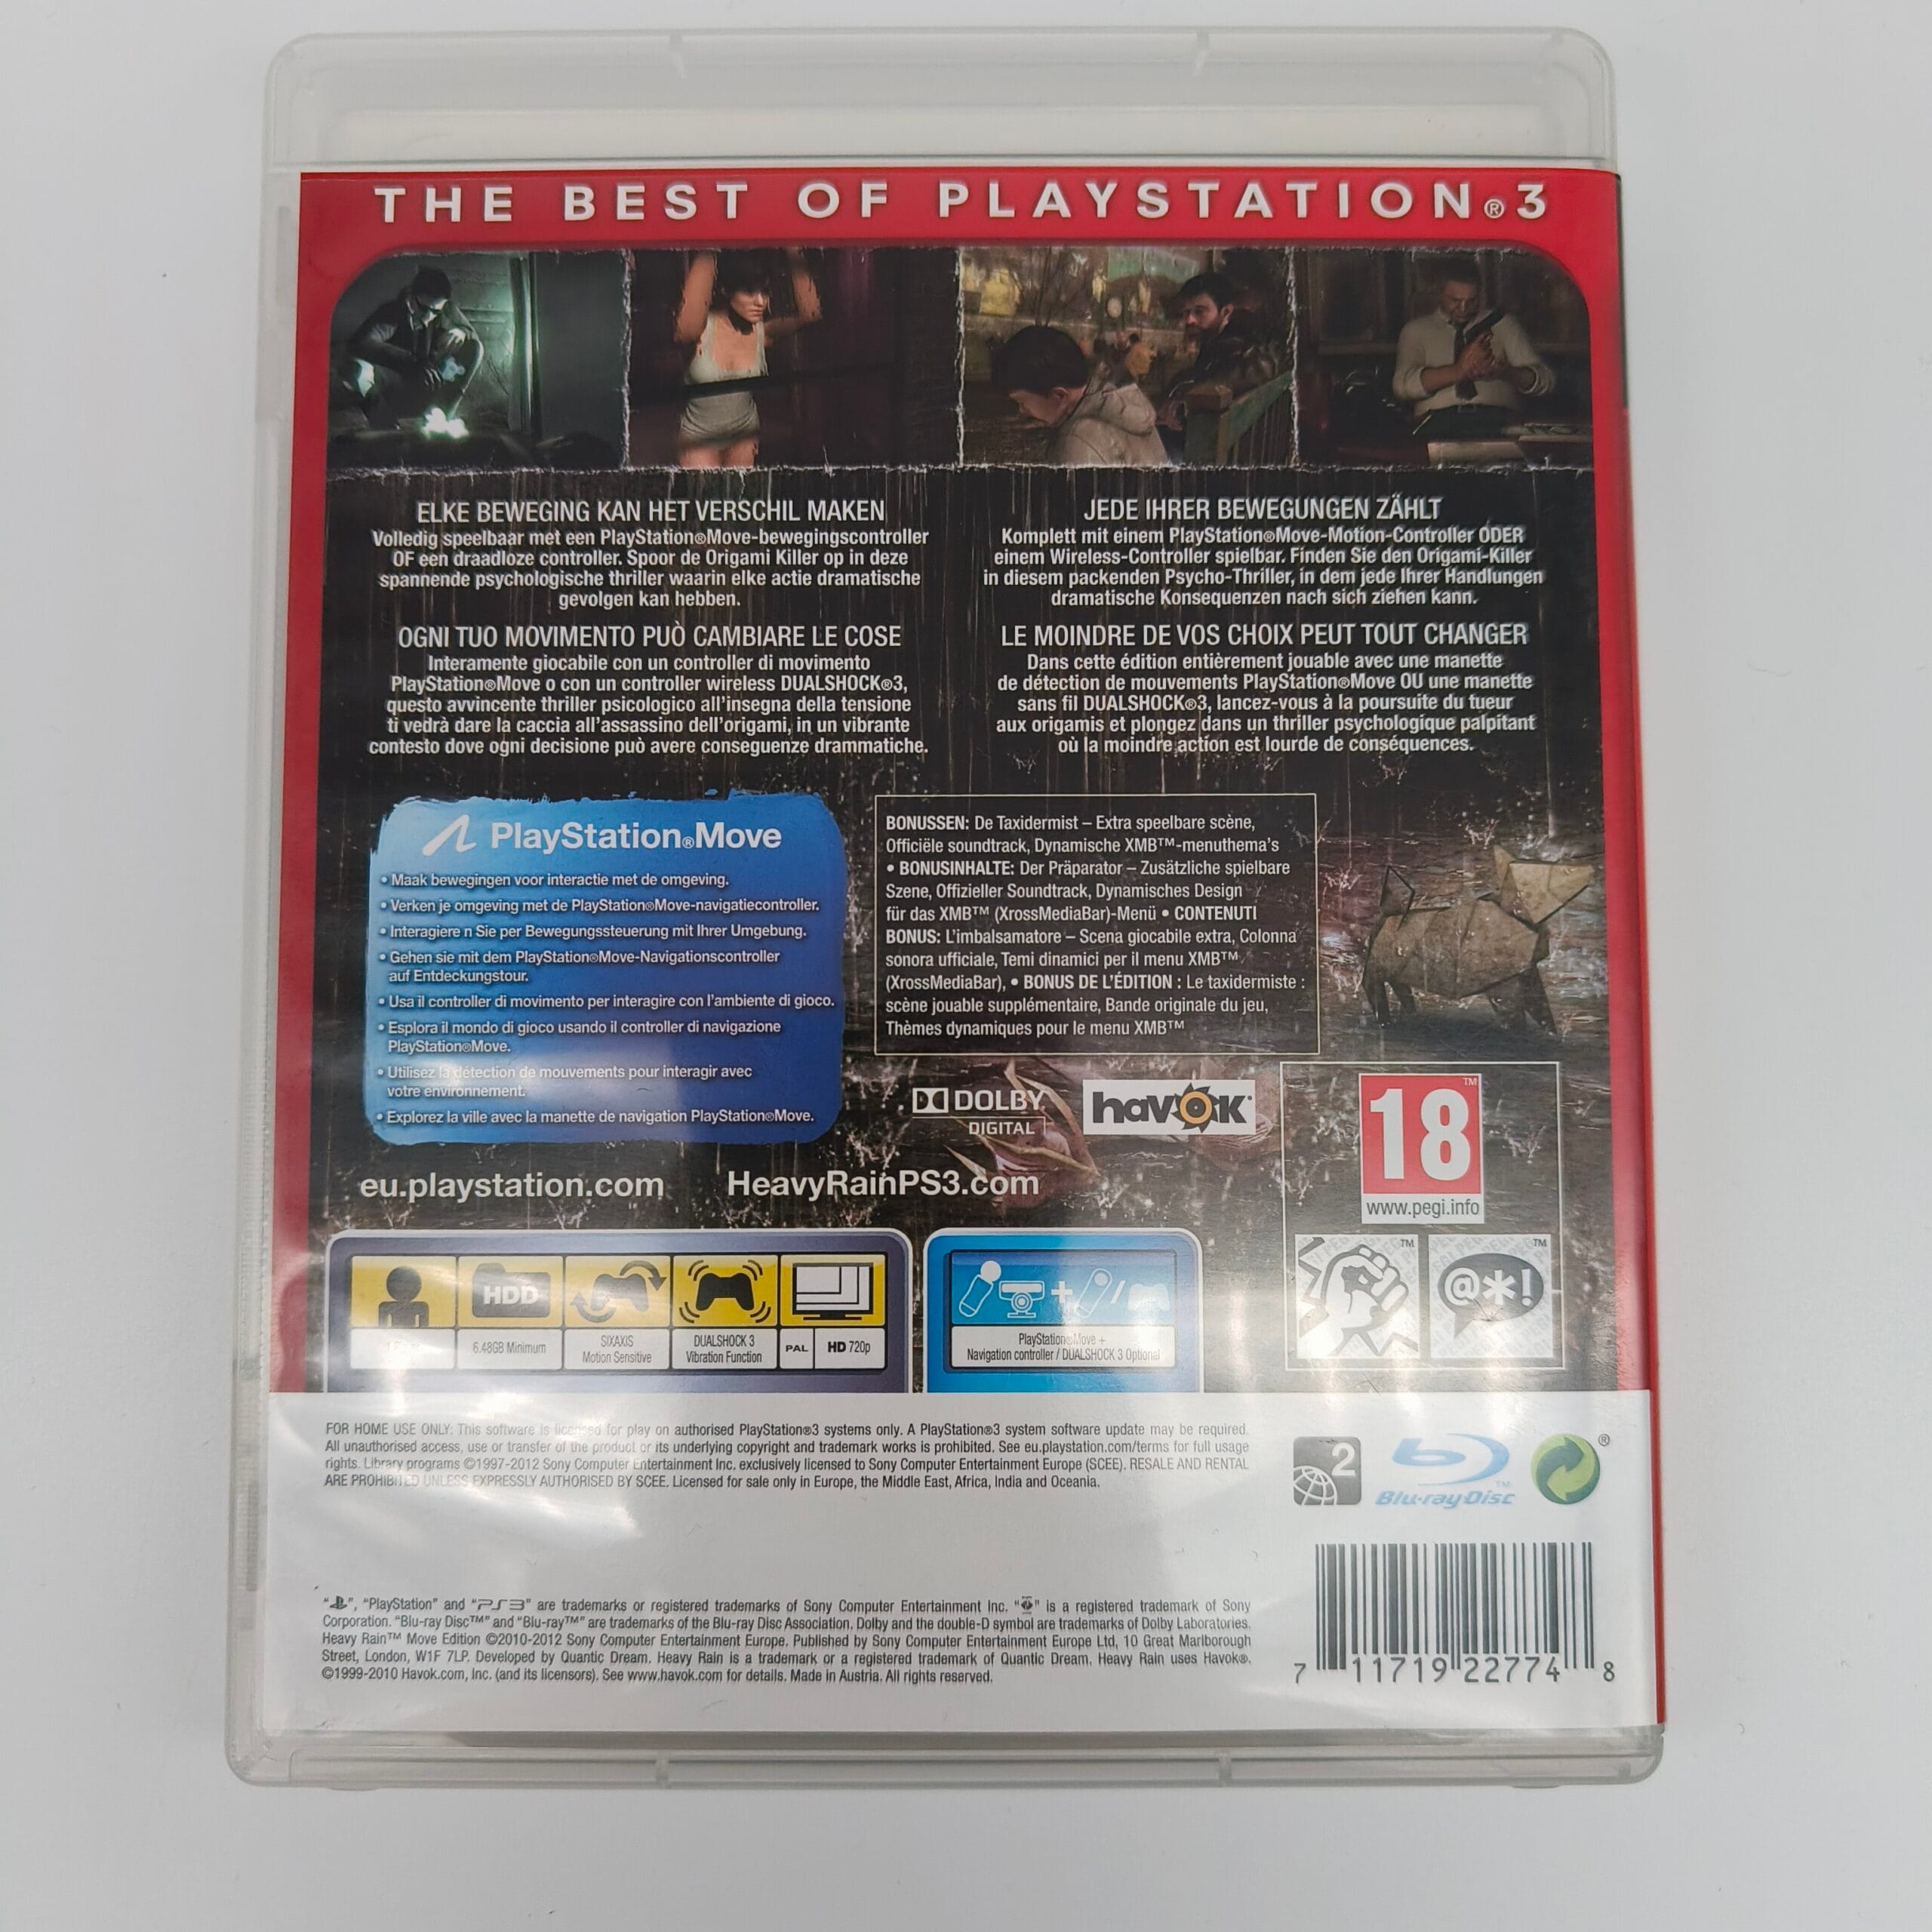 THE BEST OF PLAYSTATION®3
ELKE BEWEGING KAN HET VERSCHIL MAKEN
Volledig speelbaar met een PlayStation®Move-bewegingscontroller
OF een draadloze controller. Spoor de Origami Killer op in deze
spannende psychologische thriller waarin elke actie dramatische
gevolgen kan hebben.
JEDE IHRER BEWEGUNGEN ZÄHLT
Komplett mit einem PlayStation®Move-Motion-Controller ODER
einem Wireless-Controller spielbar. Finden Sie den Origami-Killer
in diesem packenden Psycho-Thriller, in dem jede Ihrer Handlungen
dramatische Konsequenzen nach sich ziehen kann.
OGNI TUO MOVIMENTO PUÒ CAMBIARE LE COSE
Interamente giocabile con un controller di movimento
PlayStation®Move o con un controller wireless DUALSHOCK®3,
questo avvincente thriller psicologico all'insegna della tensione
ti vedrà dare la caccia all'assassino dell'origami, in un vibrante
contesto dove ogni decisione può avere conseguenze drammatiche.
LE MOINDRE DE VOS CHOIX PEUT TOUT CHANGER
Dans cette édition entièrement jouable avec une manette
de détection de mouvements PlayStation®Move OU une manette
sans fil DUALSHOCK®3, lancez-vous à la poursuite du tueur
aux origamis et plongez dans un thriller psychologique palpitant
où la moindre action est lourde de conséquences.
PlayStation®Move
• Maak bewegingen voor interactie met de omgeving.
• Verken je omgeving met de PlayStation®Move-navigatiecontroller.
• Interagiere n Sie per Bewegungssteuerung mit Ihrer Umgebung.
• Gehen sie mit dem PlayStation®Move-Navigationscontroller
auf Entdeckungstour.
• Usa il controller di movimento per interagire con l'ambiente di gioco.
• Esplora il mondo di gioco usando il controller di navigazione
PlayStation®Move.
• Utilisez la détection de mouvements pour interagir avec
votre environnement.
• Explorez la ville avec la manette de navigation PlayStation®Move.
BONUSSEN: De Taxidermist – Extra speelbare scène,
Officiële soundtrack, Dynamische XMB™-menuthema's
• BONUSINHALTE: Der Präparator – Zusätzliche spielbare
Szene, Offizieller Soundtrack, Dynamisches Design
für das XMB™ (XrossMediaBar)-Menü • CONTENUTI
BONUS: L'imbalsamatore – Scena giocabile extra, Colonna
sonora ufficiale, Temi dinamici per il menu XMB™
(XrossMediaBar), • BONUS DE L'ÉDITION : Le taxidermiste :
scène jouable supplémentaire, Bande originale du jeu,
Thèmes dynamiques pour le menu XMB™
DOLBY
DIGITAL
havok
18™
www.pegi.info
eu.playstation.com
HeavyRainPS3.com
™
@*!
™
HDD
6.48GB Minimum
SIXAXIS
Motion Sensitive
DUALSHOCK 3
Vibration Function
PAL
HD 720p
PlayStation®Move +
Navigation controller / DUALSHOCK 3 Optional
FOR HOME USE ONLY: This software is licensed for play on authorised PlayStation®3 systems only. A PlayStation®3 system software update may be required.
All unauthorised access, use or transfer of the product or its underlying copyright and trademark works is prohibited. See eu.playstation.com/terms for full usage
rights. Library programs ©1997-2012 Sony Computer Entertainment Inc. exclusively licensed to Sony Computer Entertainment Europe (SCEE). RESALE AND RENTAL
ARE PROHIBITED UNLESS EXPRESSLY AUTHORISED BY SCEE. Licensed for sale only in Europe, the Middle East, Africa, India and Oceania.
2
Blu-ray Disc™
®
"", "PlayStation" and "PS3" are trademarks or registered trademarks of Sony Computer Entertainment Inc. "" is a registered trademark of Sony
Corporation. "Blu-ray Disc™" and "Blu-ray™" are trademarks of the Blu-ray Disc Association. Dolby and the double-D symbol are trademarks of Dolby Laboratories.
Heavy Rain™ Move Edition ©2010-2012 Sony Computer Entertainment Europe. Published by Sony Computer Entertainment Europe Ltd, 10 Great Marlborough
Street, London, W1F 7LP. Developed by Quantic Dream. Heavy Rain is a trademark or a registered trademark of Quantic Dream. Heavy Rain uses Havok®.
©1999-2010 Havok.com, Inc. (and its licensors). See www.havok.com for details. Made in Austria. All rights reserved.
7 11719 22774 8